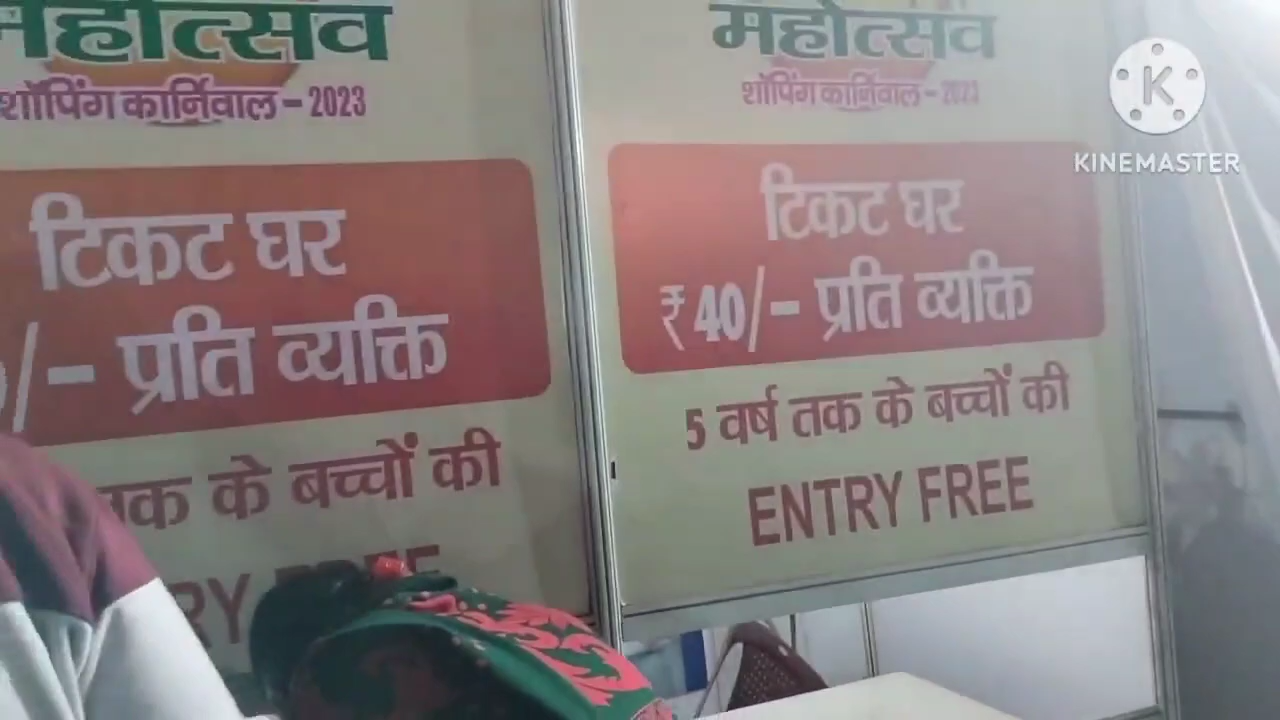 महोत्सव
शॉपिंग कार्निवाल - 2023
टिकट घर
/- प्रति व्यक्ति
तक के बच्चों की
महोत्सव
शॉपिंग कार्निवाल - 2023
टिकट घर
₹ 40/- प्रति व्यक्ति
5 वर्ष तक के बच्चों की
ENTRY FREE
K
KINEMASTER